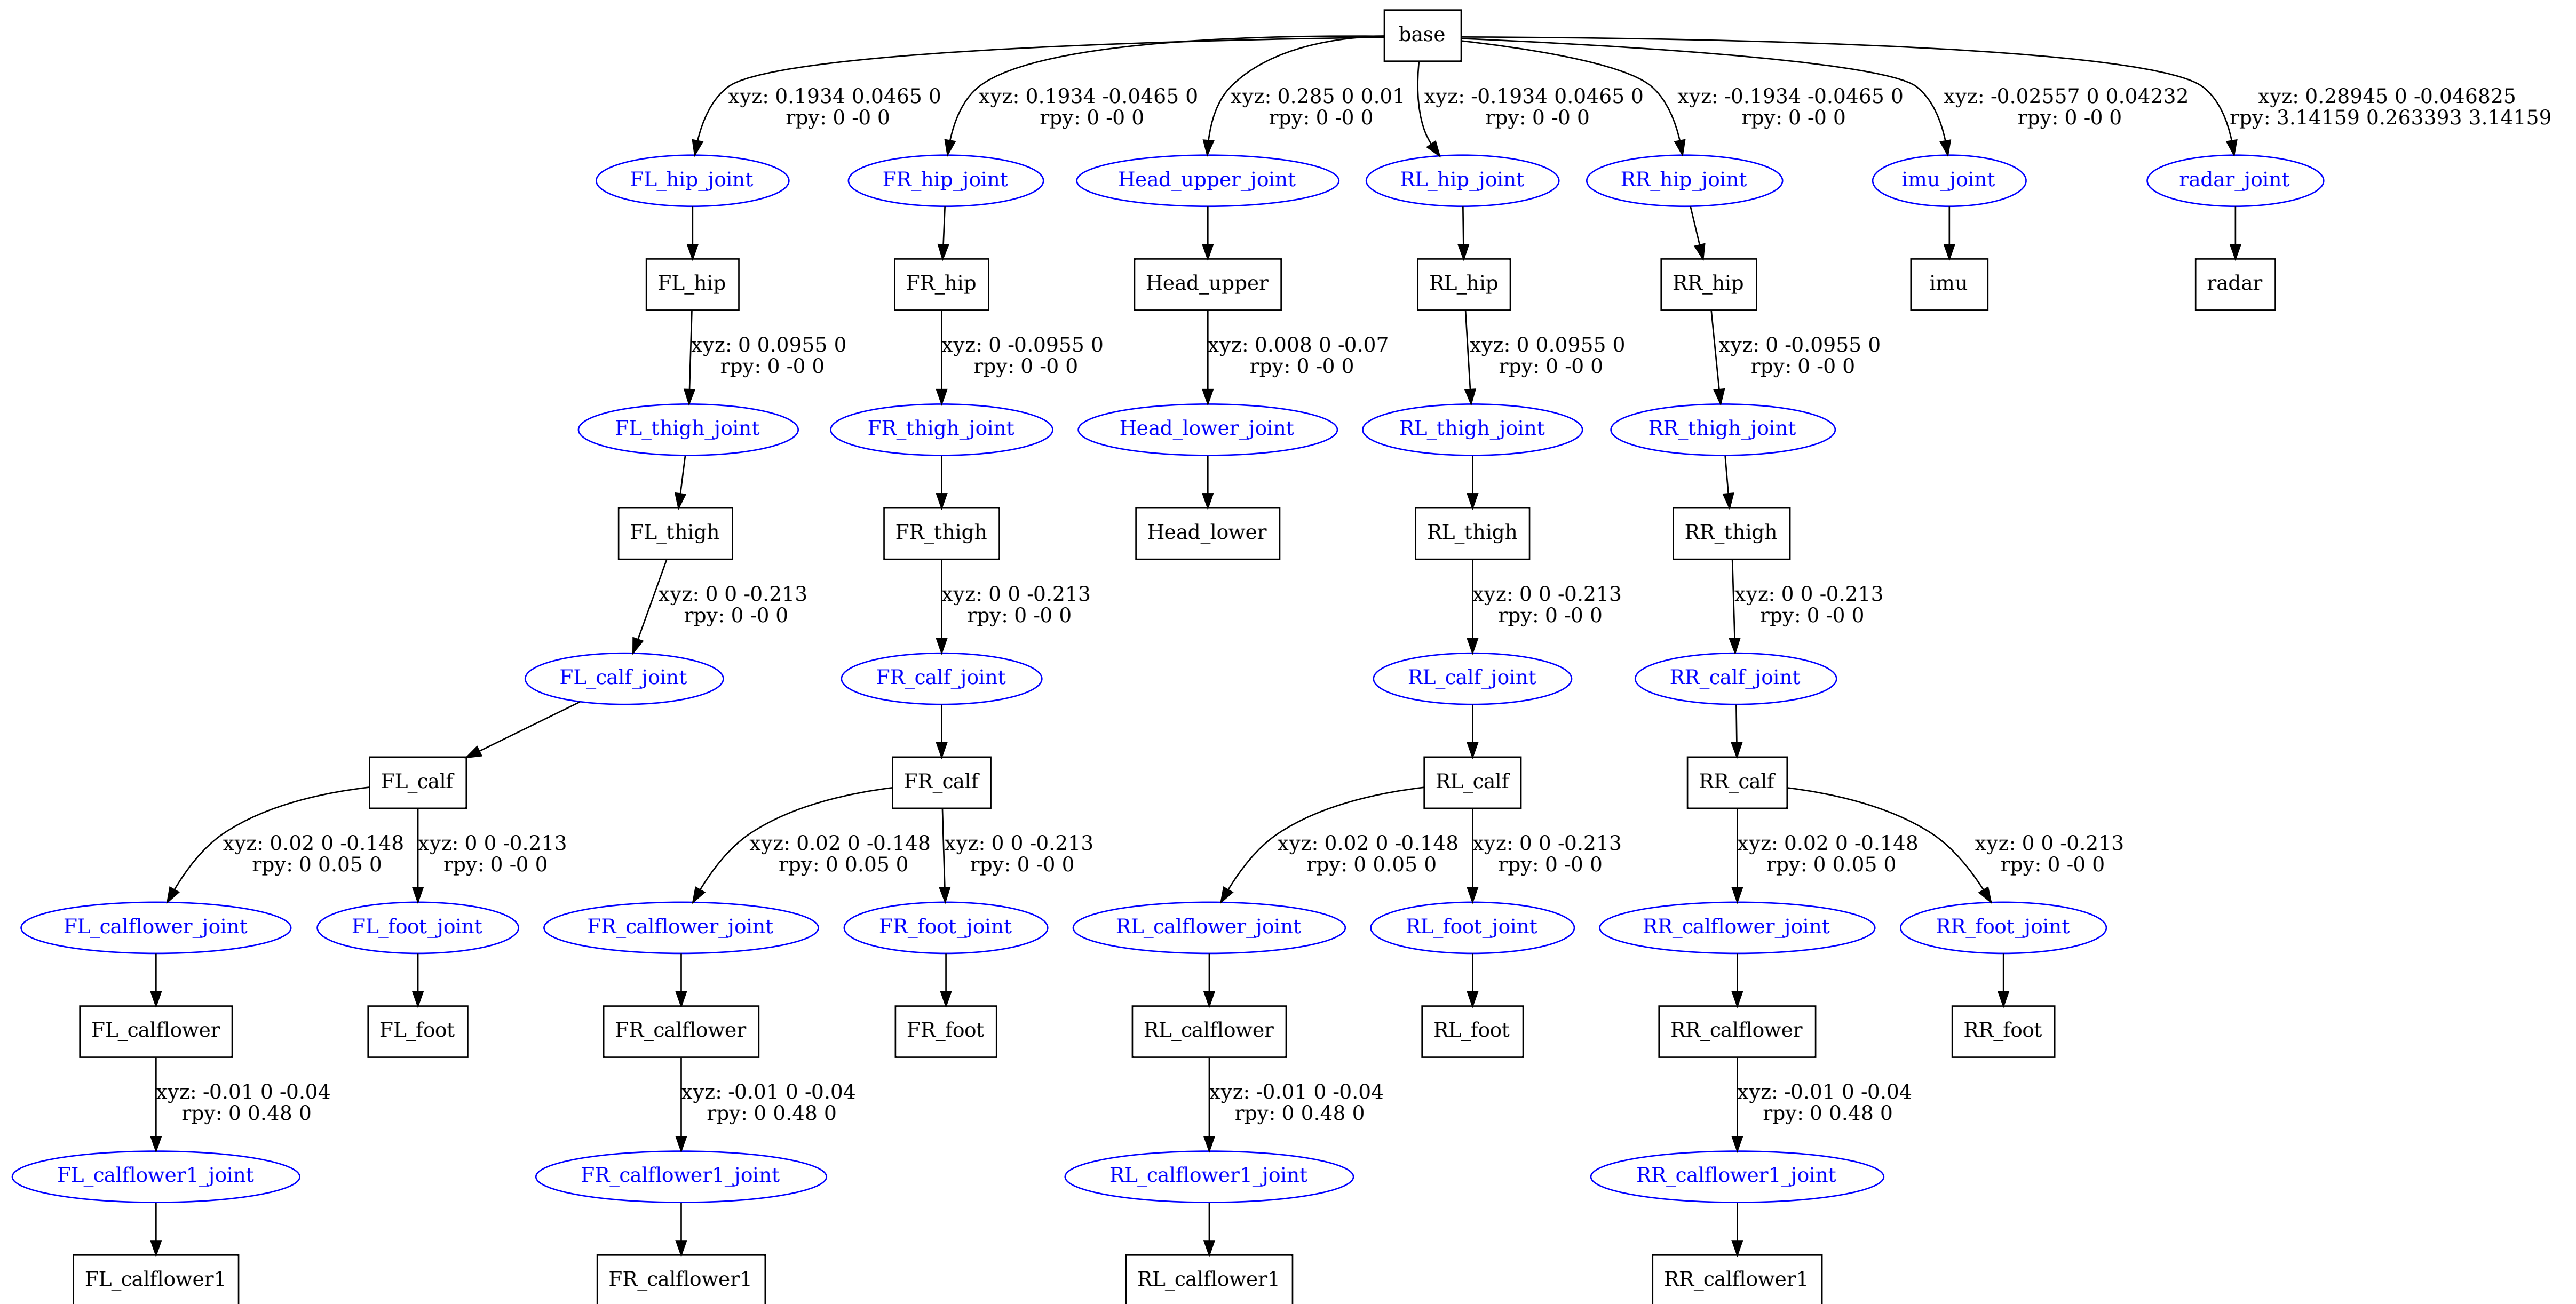 base
xyz: 0.1934 0.0465 0
rpy: 0 -0 0
xyz: 0.1934 -0.0465 0
rpy: 0 -0 0
xyz: 0.285 0 0.01
rpy: 0 -0 0
xyz: -0.1934 0.0465 0
rpy: 0 -0 0
xyz: -0.1934 -0.0465 0
rpy: 0 -0 0
xyz: -0.02557 0 0.04232
rpy: 0 -0 0
xyz: 0.28945 0 -0.046825
rpy: 3.14159 0.263393 3.14159
FL_hip_joint
FR_hip_joint
Head_upper_joint
RL_hip_joint
RR_hip_joint
imu_joint
radar_joint
FL_hip
FR_hip
Head_upper
RL_hip
RR_hip
imu
radar
xyz: 0 0.0955 0
rpy: 0 -0 0
xyz: 0 -0.0955 0
rpy: 0 -0 0
xyz: 0.008 0 -0.07
rpy: 0 -0 0
xyz: 0 0.0955 0
rpy: 0 -0 0
xyz: 0 -0.0955 0
rpy: 0 -0 0
FL_thigh_joint
FR_thigh_joint
Head_lower_joint
RL_thigh_joint
RR_thigh_joint
FL_thigh
FR_thigh
Head_lower
RL_thigh
RR_thigh
xyz: 0 0 -0.213
rpy: 0 -0 0
xyz: 0 0 -0.213
rpy: 0 -0 0
xyz: 0 0 -0.213
rpy: 0 -0 0
xyz: 0 0 -0.213
rpy: 0 -0 0
FL_calf_joint
FR_calf_joint
RL_calf_joint
RR_calf_joint
FL_calf
FR_calf
RL_calf
RR_calf
xyz: 0.02 0 -0.148
rpy: 0 0.05 0
xyz: 0 0 -0.213
rpy: 0 -0 0
xyz: 0.02 0 -0.148
rpy: 0 0.05 0
xyz: 0 0 -0.213
rpy: 0 -0 0
xyz: 0.02 0 -0.148
rpy: 0 0.05 0
xyz: 0 0 -0.213
rpy: 0 -0 0
xyz: 0.02 0 -0.148
rpy: 0 0.05 0
xyz: 0 0 -0.213
rpy: 0 -0 0
FL_calflower_joint
FL_foot_joint
FR_calflower_joint
FR_foot_joint
RL_calflower_joint
RL_foot_joint
RR_calflower_joint
RR_foot_joint
FL_calflower
FL_foot
FR_calflower
FR_foot
RL_calflower
RL_foot
RR_calflower
RR_foot
xyz: -0.01 0 -0.04
rpy: 0 0.48 0
xyz: -0.01 0 -0.04
rpy: 0 0.48 0
xyz: -0.01 0 -0.04
rpy: 0 0.48 0
xyz: -0.01 0 -0.04
rpy: 0 0.48 0
FL_calflower1_joint
FR_calflower1_joint
RL_calflower1_joint
RR_calflower1_joint
FL_calflower1
FR_calflower1
RL_calflower1
RR_calflower1